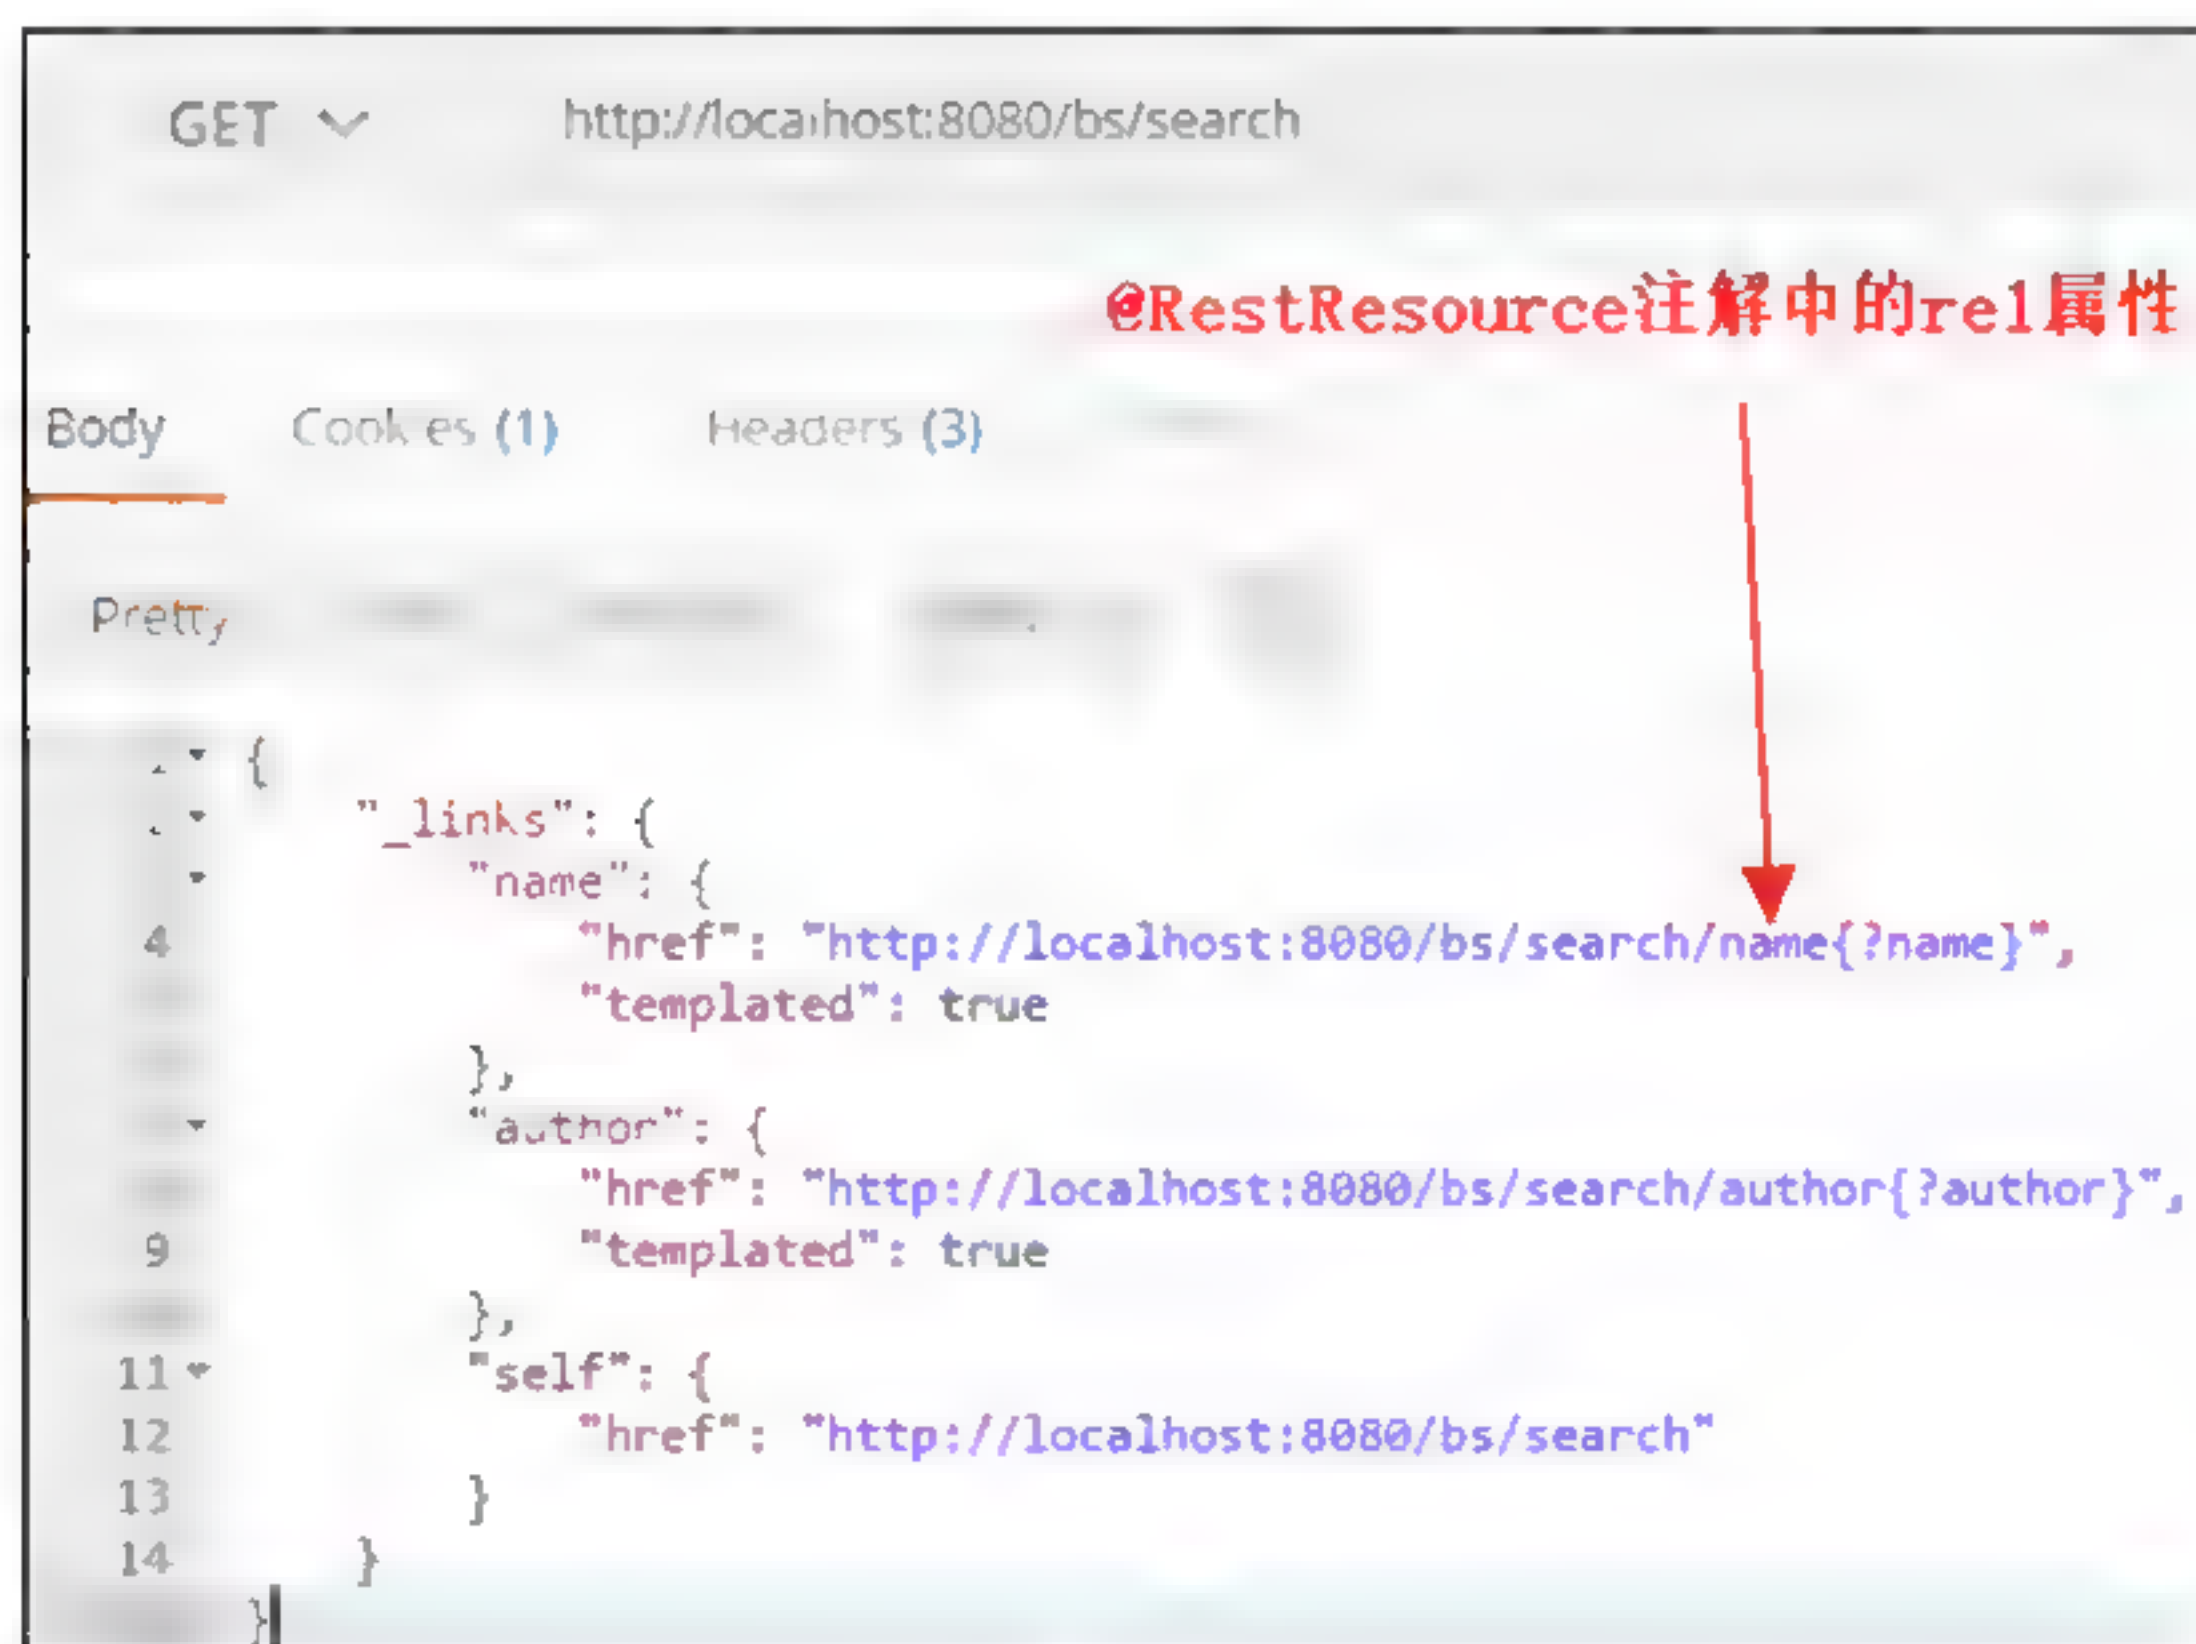 GET http://localhost:8080/bs/search
@RestResource注解中的rel属性
Body Cookies (1) Headers (3)
Pretty
{
"_links": {
"name": {
4 "href": "http://localhost:8080/bs/search/name{?name}",
"templated": true
},
"author": {
"href": "http://localhost:8080/bs/search/author{?author}",
9 "templated": true
},
11 "self": {
12 "href": "http://localhost:8080/bs/search"
13 }
14 }
}